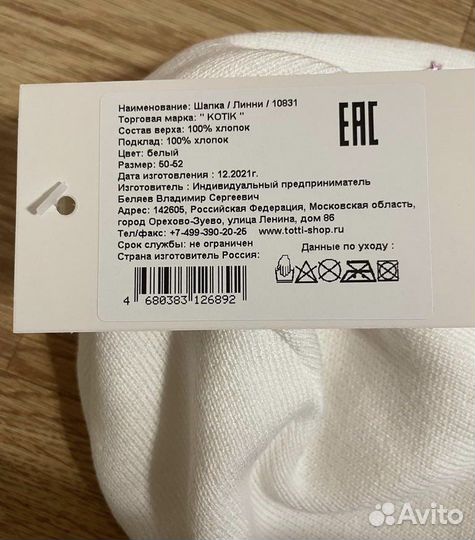 Наименование: Шапка / Линни / 10831
Торговая марка: " KOTIK "
Состав верха: 100% хлопок
Подклад: 100% хлопок
Цвет: белый
Размер: 50-52
Дата изготовления : 12.2021г.
Изготовитель : Индивидуальный предприниматель
Беляев Владимир Сергеевич
Адрес: 142605, Российская Федерация, Московская область,
город Орехово-Зуево, улица Ленина, дом 86
Тел/факс: +7-499-390-20-25 www.totti-shop.ru
Срок службы: не ограничен
Страна изготовитель Россия:
Данные по уходу :
4 680383 126892
EAC
Avito